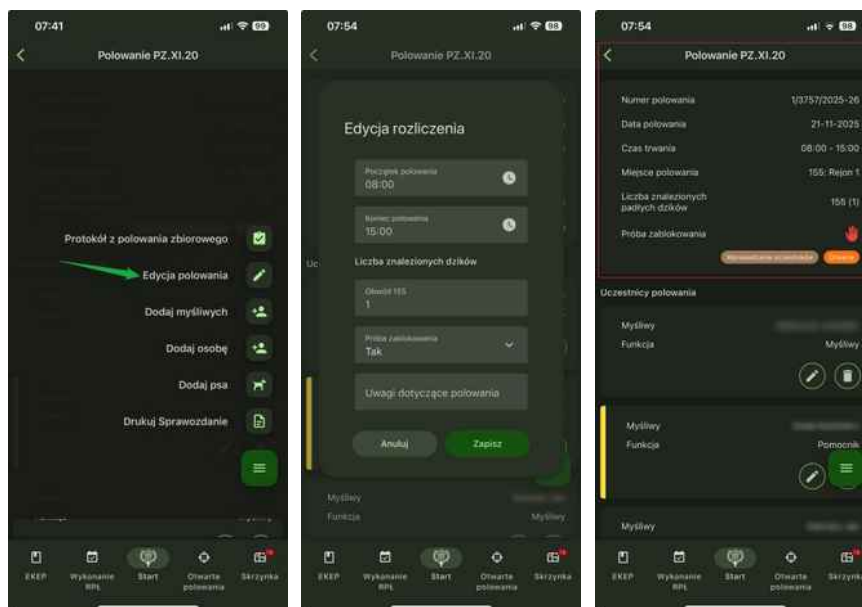 07:41
99
Polowanie PZ.XI.20
Protokół z polowania zbiorowego
Edycja polowania
Dodaj myśliwych
Dodaj osobę
Dodaj psa
Drukuj Sprawozdanie
EKEP
Wykonanie RPŁ
Start
Otwarte polowania
Skrzynka
07:54
98
Polowanie PZ.XI.20
Edycja rozliczenia
Początek polowania
08:00
Koniec polowania
15:00
Liczba znalezionych dzików
Obwód 155
1
Próba zablokowania
Tak
Uwagi dotyczące polowania
Anuluj
Zapisz
Myśliwy
Funkcja
Myśliwy
EKEP
Wykonanie RPŁ
Start
Otwarte polowania
Skrzynka
07:54
98
Polowanie PZ.XI.20
Numer polowania 1/3757/2025-26
Data polowania 21-11-2025
Czas trwania 08:00 - 15:00
Miejsce polowania 155: Rejon 1
Liczba znalezionych
padłych dzików 155 (1)
Próba zablokowania
Wprowadzanie uczestników
Otwarte
Uczestnicy polowania
Myśliwy
Funkcja Myśliwy
Myśliwy
Funkcja Pomocnik
Myśliwy
EKEP
Wykonanie RPŁ
Start
Otwarte polowania
Skrzynka